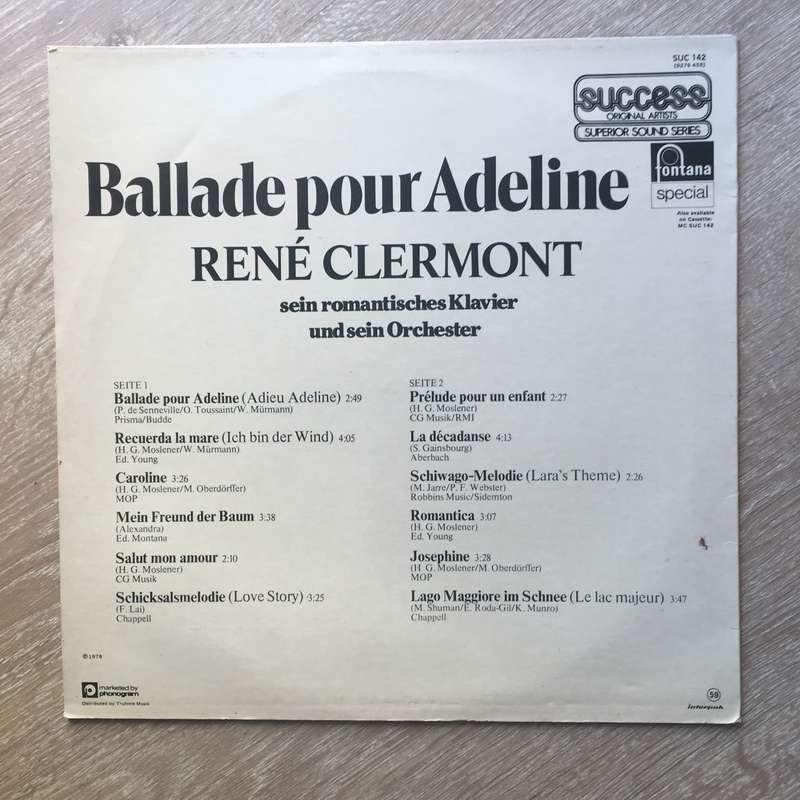 SUC 142
(9279 458)
success
ORIGINAL ARTISTS
SUPERIOR SOUND SERIES
fontana
special
Also available
on Cassette:
MC SUC 142
Ballade pour Adeline
RENÉ CLERMONT
sein romantisches Klavier
und sein Orchester
SEITE 1
Ballade pour Adeline (Adieu Adeline) 2:49
(P. de Senneville/O. Toussaint/W. Mürmann)
Prisma/Budde
Recuerda la mare (Ich bin der Wind) 4:05
(H. G. Moslener/W. Mürmann)
Ed. Young
Caroline 3:26
(H. G. Moslener/M. Oberdörffer)
MOP
Mein Freund der Baum 3:38
(Alexandra)
Ed. Montana
Salut mon amour 2:10
(H. G. Moslener)
CG Musik
Schicksalsmelodie (Love Story) 3:25
(F. Lai)
Chappell
SEITE 2
Prélude pour un enfant 2:27
(H. G. Moslener)
CG Musik/RMI
La décadanse 4:13
(S. Gainsbourg)
Aberbach
Schiwago-Melodie (Lara's Theme) 2:26
(M. Jarre/P. F. Webster)
Robbins Music/Sidemton
Romantica 3:07
(H. G. Moslener)
Ed. Young
Josephine 3:28
(H G. Moslener/M. Oberdörffer)
MOP
Lago Maggiore im Schnee (Le lac majeur) 3:47
(M. Shuman/E. Roda-Gil/K. Munro)
Chappell
℗ 1978
marketed by
phonogram
Distributed by Trutone Music
59
interpak